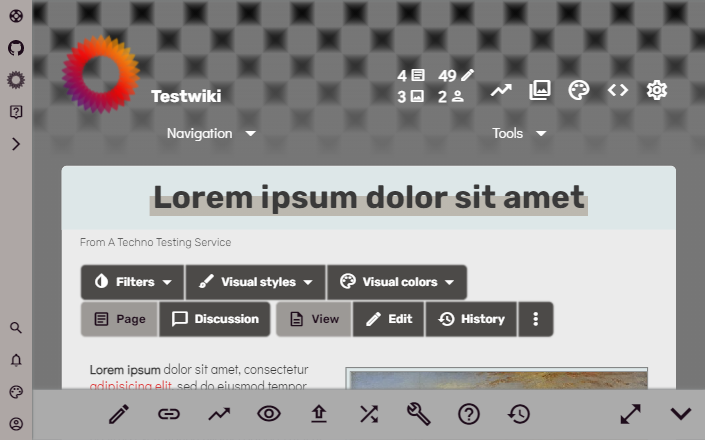 4 49
3 2
Testwiki
Navigation Tools
Lorem ipsum dolor sit amet
From A Techno Testing Service
Filters Visual styles Visual colors
Page Discussion View Edit History
Lorem ipsum dolor sit amet, consectetur
adipisicing elit, sed do eiusmod tempor